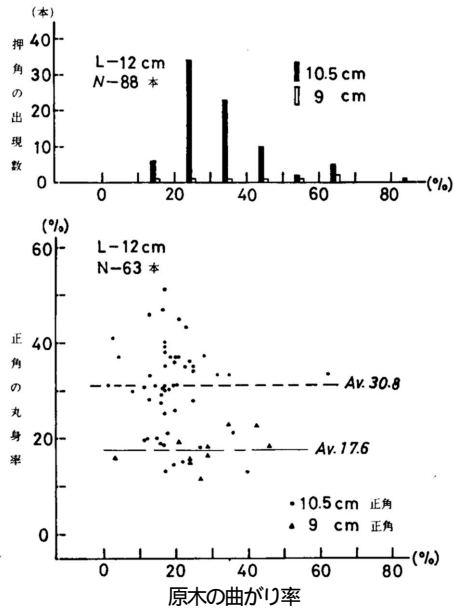 (本)
押角の出現数
40
30
20
10
0
L-12cm
N-88 本
10.5cm
9 cm
0 20 40 60 80 (%)
(%)
正角の丸身率
60
40
20
0
L-12cm
N-63本
Av.30.8
Av.17.6
10.5cm 正角
9 cm 正角
0 20 40 60 80 (%)
原木の曲がり率